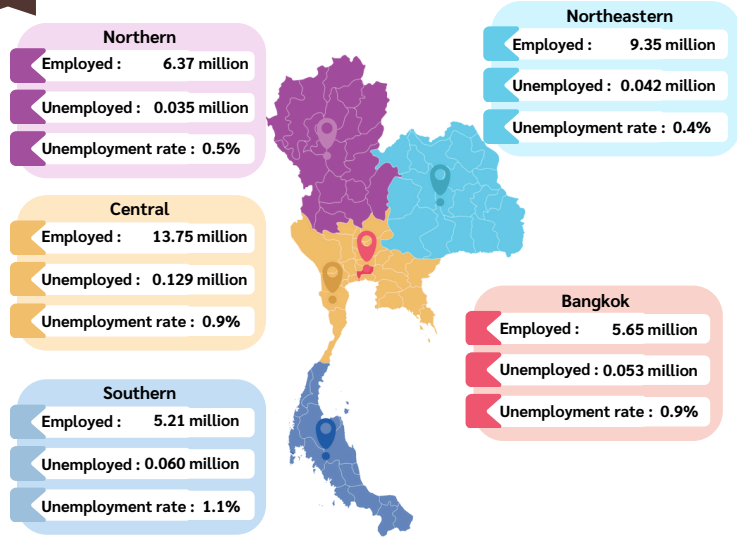 Northern
Employed : 6.37 million
Unemployed : 0.035 million
Unemployment rate : 0.5%
Northeastern
Employed : 9.35 million
Unemployed : 0.042 million
Unemployment rate : 0.4%
Central
Employed : 13.75 million
Unemployed : 0.129 million
Unemployment rate : 0.9%
Bangkok
Employed : 5.65 million
Unemployed : 0.053 million
Unemployment rate : 0.9%
Southern
Employed : 5.21 million
Unemployed : 0.060 million
Unemployment rate : 1.1%